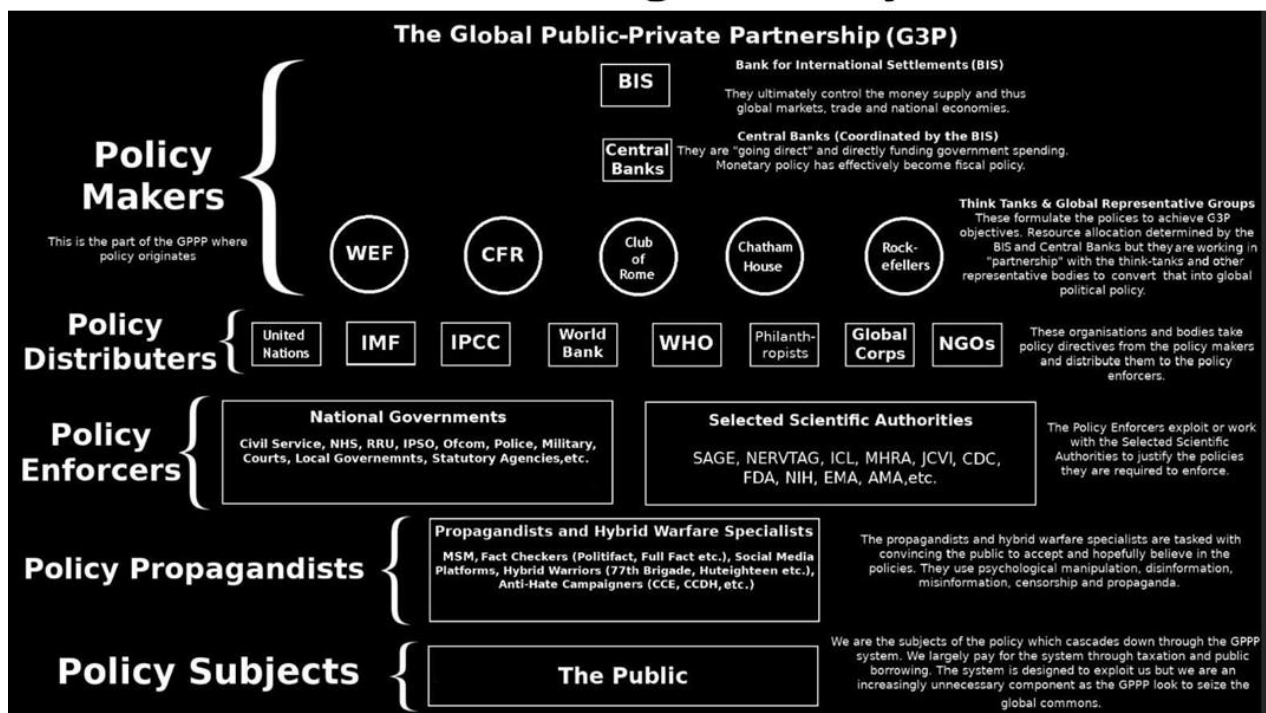 The Global Public-Private Partnership (G3P)
Policy
Makers
This is the part of the GPPP where
policy originates
BIS
Bank for International Settlements (BIS)
They ultimately control the money supply and thus
global markets, trade and national economies.
Central
Banks
Central Banks (Coordinated by the BIS)
They are "going direct" and directly funding government spending.
Monetary policy has effectively become fiscal policy.
WEF
CFR
Club
of
Rome
Chatham
House
Rock-
efellers
Think Tanks & Global Representative Groups
These formulate the polices to achieve G3P
objectives. Resource allocation determined by the
BIS and Central Banks but they are working in
"partnership" with the think-tanks and other
representative bodies to convert that into global
political policy.
Policy
Distributers
United
Nations
IMF
IPCC
World
Bank
WHO
Philanth-
ropists
Global
Corps
NGOs
These organisations and bodies take
policy directives from the policy makers
and distribute them to the policy
enforcers.
Policy
Enforcers
National Governments
Civil Service, NHS, RRU, IPSO, Ofcom, Police, Military,
Courts, Local Governemnts, Statutory Agencies,etc.
Selected Scientific Authorities
SAGE, NERVTAG, ICL, MHRA, JCVI, CDC,
FDA, NIH, EMA, AMA,etc.
The Policy Enforcers exploit or work
with the Selected Scientific
Authorities to justify the policies
they are required to enforce.
Policy Propagandists
Propagandists and Hybrid Warfare Specialists
MSM, Fact Checkers (Politifact, Full Fact etc.), Social Media
Platforms, Hybrid Warriors (77th Brigade, Huteighteen etc.),
Anti-Hate Campaigners (CCE, CCDH, etc.)
The propagandists and hybrid warfare specialists are tasked with
convincing the public to accept and hopefully believe in the
policies. They use psychological manipulation, disinformation,
misinformation, censorship and propaganda.
Policy Subjects
The Public
We are the subjects of the policy which cascades down through the GPPP
system. We largely pay for the system through taxation and public
borrowing. The system is designed to exploit us but we are an
increasingly unnecessary component as the GPPP look to seize the
global commons.